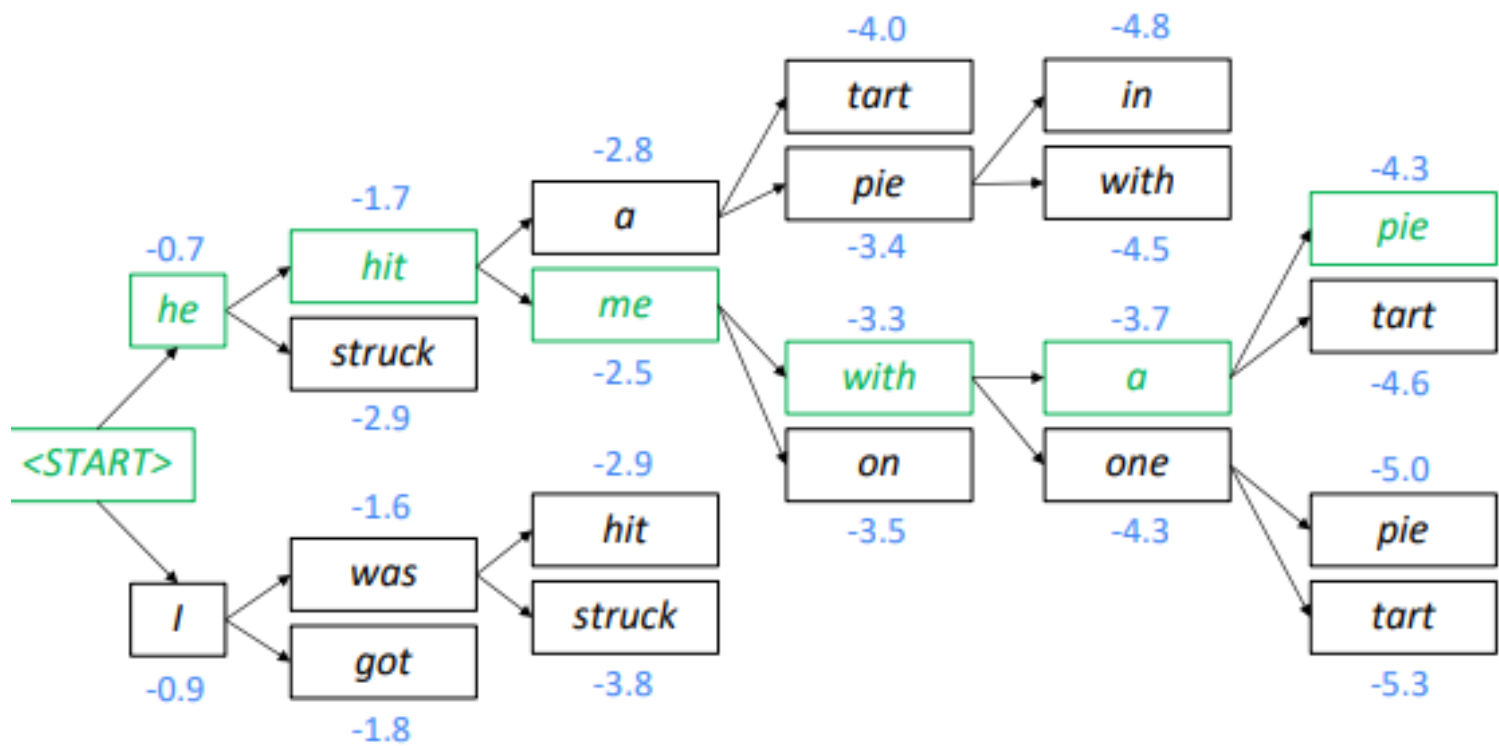 -4.0
-4.8
tart
in
-2.8
-4.3
a
pie
with
pie
-1.7
-0.7
hit
-3.4
-4.5
he
me
-3.3
-3.7
tart
struck
-2.5
with
a
-4.6
-2.9
<START>
-2.9
on
one
-5.0
-1.6
hit
-3.5
-4.3
pie
was
I
struck
tart
got
-0.9
-3.8
-5.3
-1.8